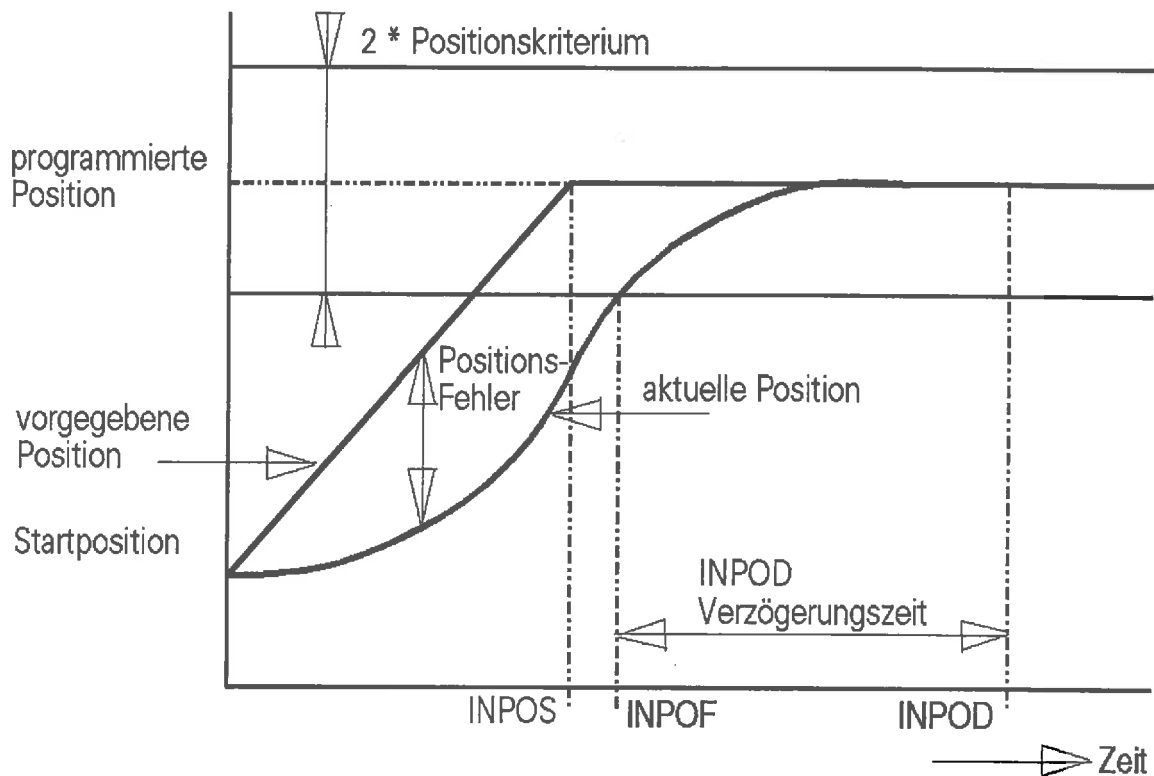 2 * Positionskriterium
programmierte
Position
Positions-
Fehler
aktuelle Position
vorgegebene
Position
Startposition
INPOD
Verzögerungszeit
INPOS
INPOF
INPOD
Zeit